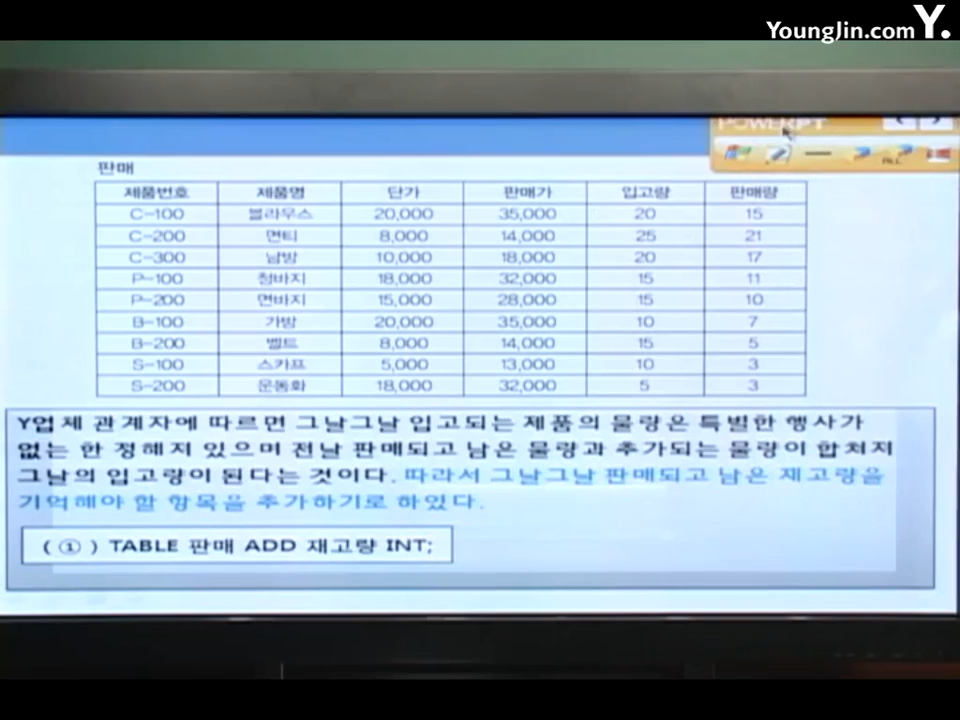 YoungJin.com Y.
POWERPT
판매
제품번호 제품명 단가 판매가 입고량 판매량
C-100 블라우스 20,000 35,000 20 15
C-200 면티 8,000 14,000 25 21
C-300 남방 10,000 18,000 20 17
P-100 청바지 18,000 32,000 15 11
P-200 면바지 15,000 28,000 15 10
B-100 가방 20,000 35,000 10 7
B-200 벨트 8,000 14,000 15 5
S-100 스카프 5,000 13,000 10 3
S-200 운동화 18,000 32,000 5 3
Y업체 관계자에 따르면 그날그날 입고되는 제품의 물량은 특별한 행사가
없는 한 정해지 있으며 전날 판매되고 남은 물량과 추가되는 물량이 합쳐지
그날의 입고량이 된다는 것이다. 따라서 그날그날 판매되고 남은 재고량을
기억해야 할 항목을 추가하기로 하였다.
( ① ) TABLE 판매 ADD 재고량 INT;